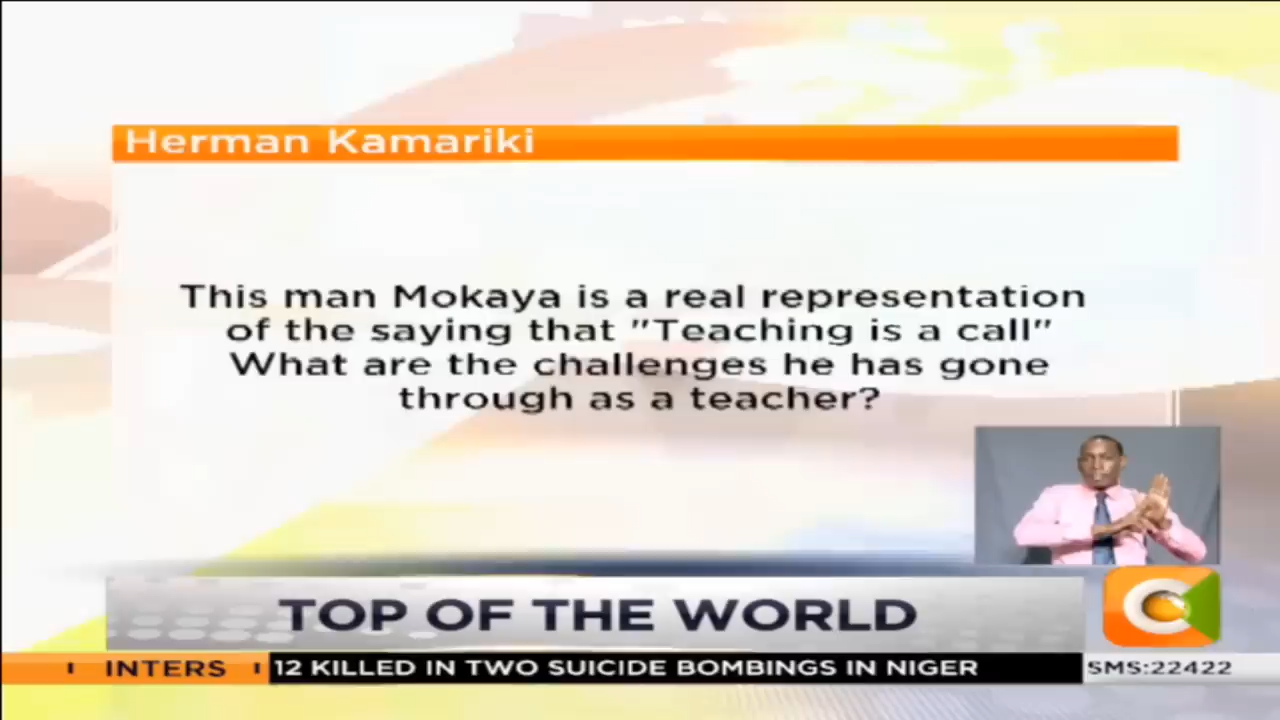 Herman Kamariki
This man Mokaya is a real representation
of the saying that "Teaching is a call"
What are the challenges he has gone
through as a teacher?
TOP OF THE WORLD
INTERS
12 KILLED IN TWO SUICIDE BOMBINGS IN NIGER
SMS:22422